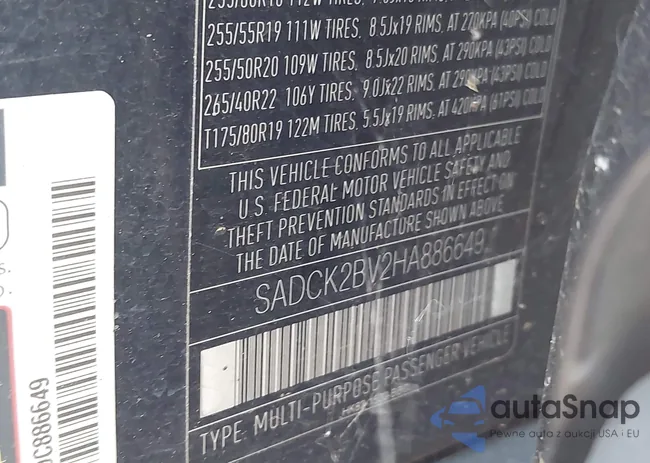 255/55R19 111W TIRES, 8.5Jx19 RIMS, AT 270KPA (40PSI) COLD
255/50R20 109W TIRES, 8.5Jx20 RIMS, AT 290KPA (43PSI) COLD
265/40R22 106Y TIRES, 9.0Jx22 RIMS, AT 290KPA (43PSI) COLD
T175/80R19 122M TIRES, 5.5Jx19 RIMS, AT 420KPA (61PSI) COLD
THIS VEHICLE CONFORMS TO ALL APPLICABLE
U.S. FEDERAL MOTOR VEHICLE SAFETY AND
THEFT PREVENTION STANDARDS IN EFFECT ON
THE DATE OF MANUFACTURE SHOWN ABOVE
SADCK2BV2HA886649
TYPE: MULTI-PURPOSE PASSENGER VEHICLE
C886649
autaSnap
Pewne auta z aukcji USA i EU